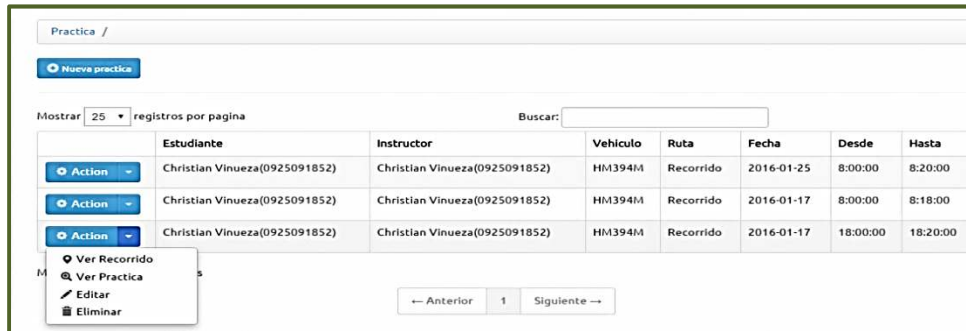 Practica /
Nueva practica
Mostrar 25 registros por pagina Buscar:
Estudiante Instructor Vehiculo Ruta Fecha Desde Hasta
Action Christian Vinueza(0925091852) Christian Vinueza(0925091852) HM394M Recorrido 2016-01-25 8:00:00 8:20:00
Action Christian Vinueza(0925091852) Christian Vinueza(0925091852) HM394M Recorrido 2016-01-17 8:00:00 8:18:00
Action Christian Vinueza(0925091852) Christian Vinueza(0925091852) HM394M Recorrido 2016-01-17 18:00:00 18:20:00
Ver Recorrido
Ver Practica
Editar
Eliminar
← Anterior 1 Siguiente →